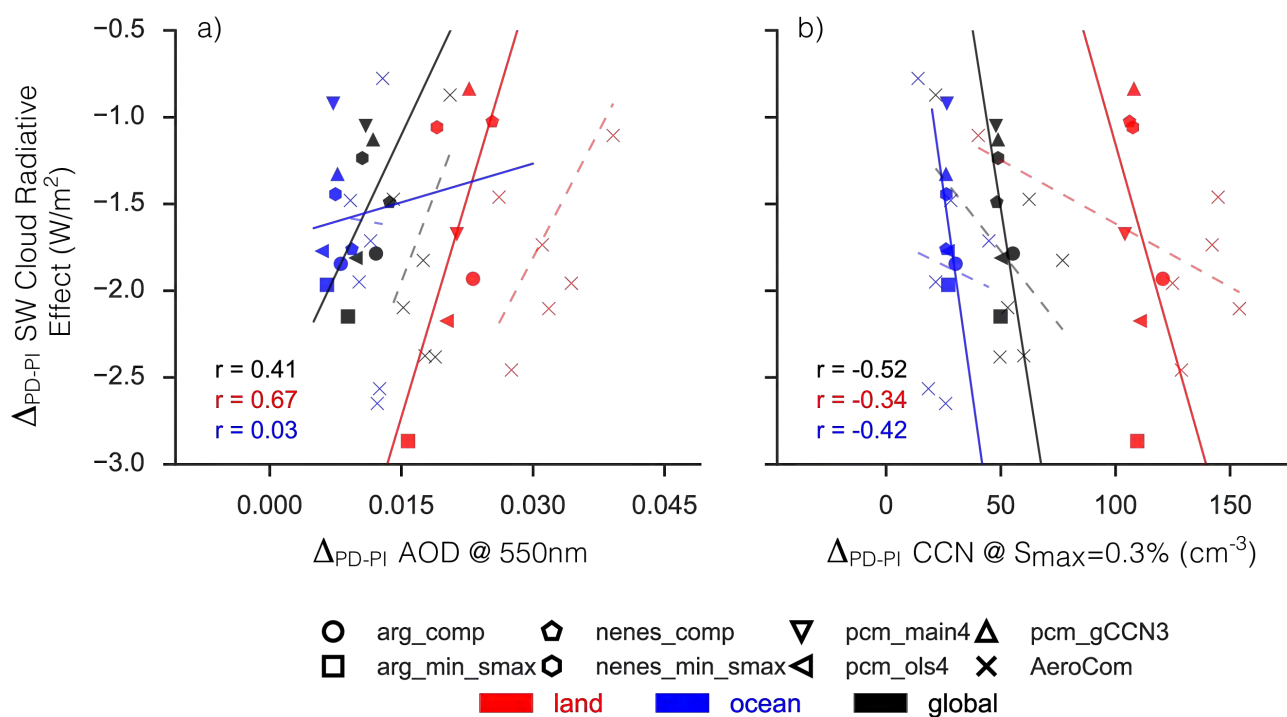 a)
b)
−0.5
−1.0
−1.5
−2.0
−2.5
−3.0
ΔPD-PI SW Cloud Radiative
Effect (W/m²)
r = 0.41
r = 0.67
r = 0.03
r = -0.52
r = -0.34
r = -0.42
0.000 0.015 0.030 0.045
0 50 100 150
ΔPD-PI AOD @ 550nm
ΔPD-PI CCN @ Smax=0.3% (cm⁻³)
arg_comp nenes_comp pcm_main4 pcm_gCCN3
arg_min_smax nenes_min_smax pcm_ols4 AeroCom
land ocean global